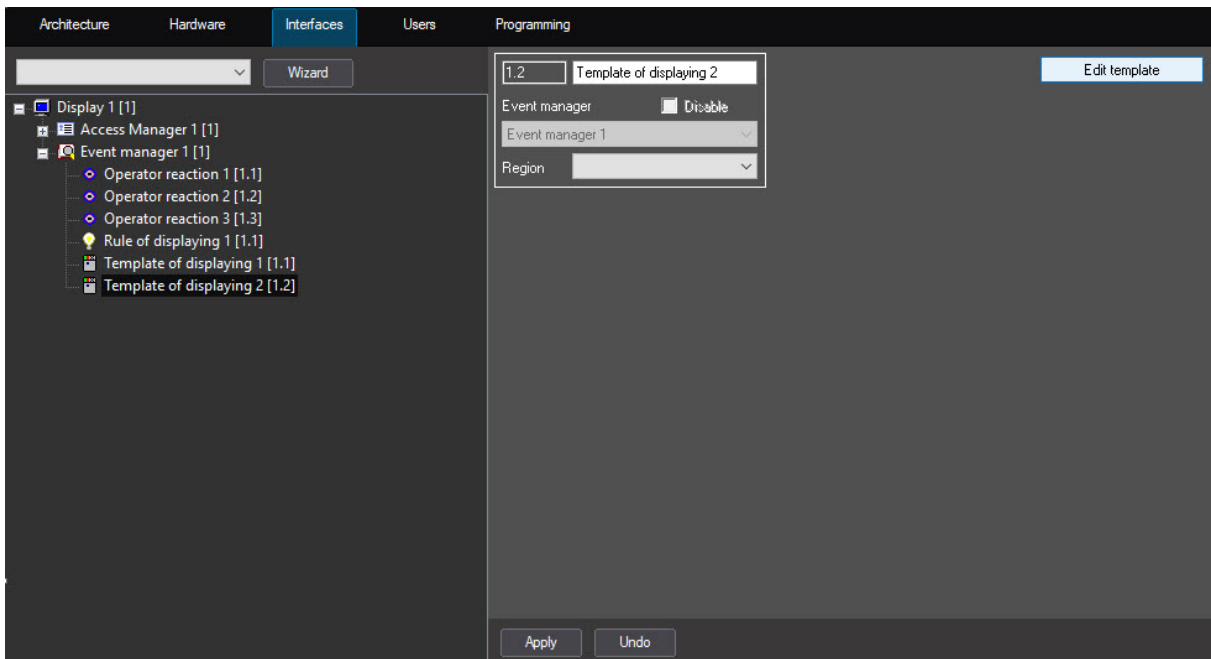 Architecture Hardware Interfaces Users Programming
Wizard
Display 1 [1]
Access Manager 1 [1]
Event manager 1 [1]
Operator reaction 1 [1.1]
Operator reaction 2 [1.2]
Operator reaction 3 [1.3]
Rule of displaying 1 [1.1]
Template of displaying 1 [1.1]
Template of displaying 2 [1.2]
1.2 Template of displaying 2
Event manager Disable
Event manager 1
Region
Edit template
Apply Undo